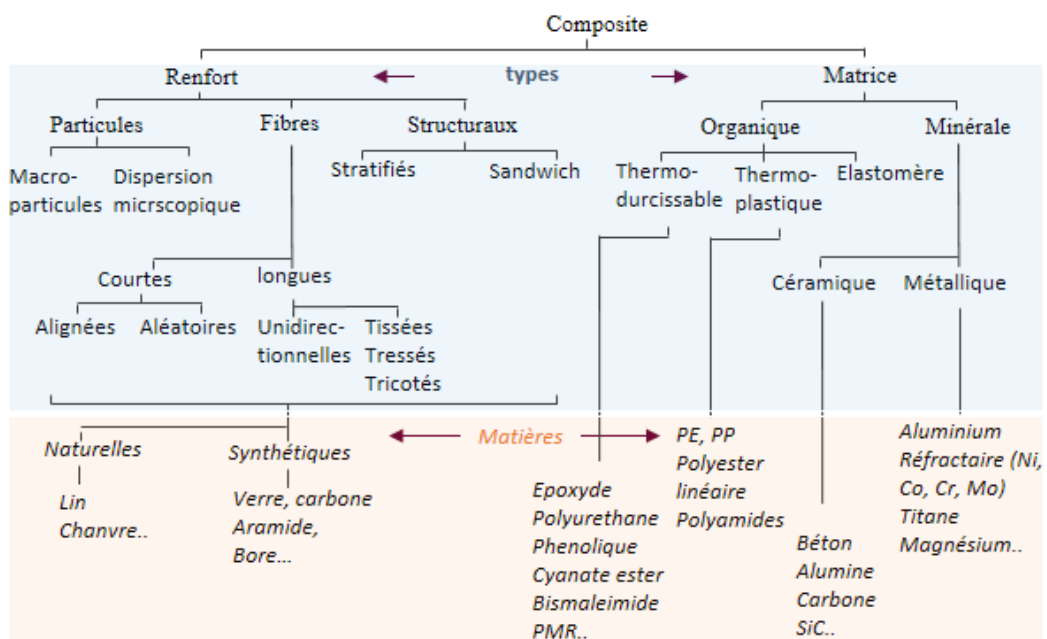 Composite
Renfort
types
Matrice
Particules
Fibres
Structuraux
Organique
Minérale
Macro-
particules
Dispersion
micrscopique
Stratifiés
Sandwich
Thermo-
durcissable
Thermo-
plastique
Elastomère
Courtes
longues
Céramique
Métallique
Alignées
Aléatoires
Unidirec-
tionnelles
Tissées
Tressés
Tricotés
Naturelles
Synthétiques
Matières
Lin
Chanvre..
Verre, carbone
Aramide,
Bore...
Epoxyde
Polyurethane
Phenolique
Cyanate ester
Bismaleimide
PMR..
PE, PP
Polyester
linéaire
Polyamides
Béton
Alumine
Carbone
SiC..
Aluminium
Réfractaire (Ni,
Co, Cr, Mo)
Titane
Magnésium..